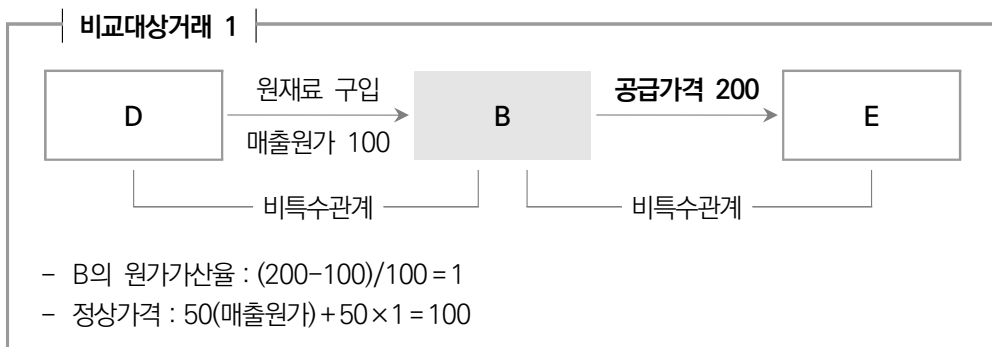 비교대상거래 1
D
원재료 구입
매출원가 100
B
공급가격 200
E
비특수관계
비특수관계
- B의 원가가산율 : (200-100)/100 = 1
- 정상가격 : 50(매출원가) + 50 × 1 = 100